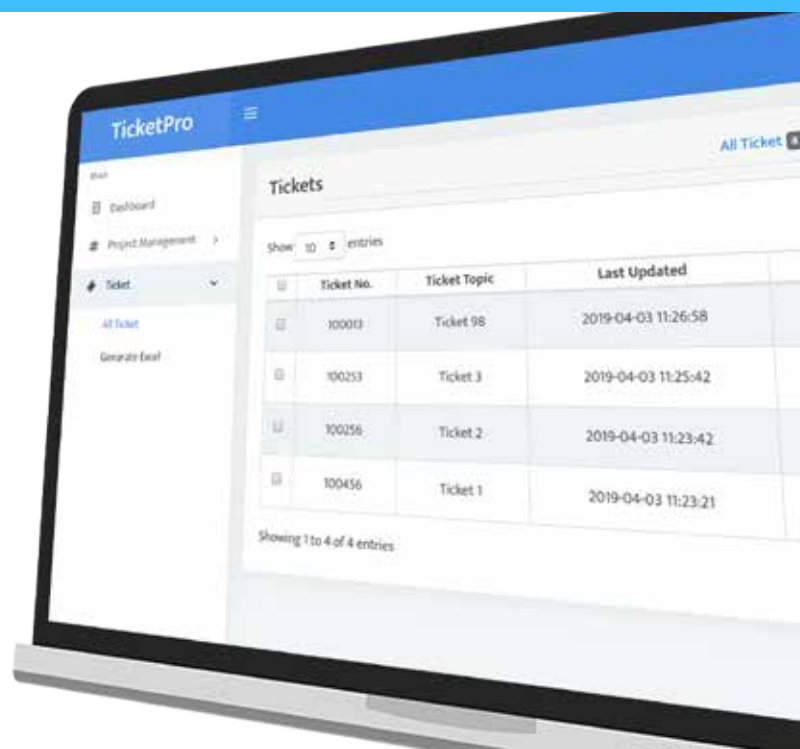 TicketPro
Main
Dashboard
Project Management
Ticket
All Ticket
Generate Excel
All Ticket 4
Tickets
Show 10 entries
Ticket No. Ticket Topic Last Updated
100013 Ticket 98 2019-04-03 11:26:58
100253 Ticket 3 2019-04-03 11:25:42
100256 Ticket 2 2019-04-03 11:23:42
100456 Ticket 1 2019-04-03 11:23:21
Showing 1 to 4 of 4 entries